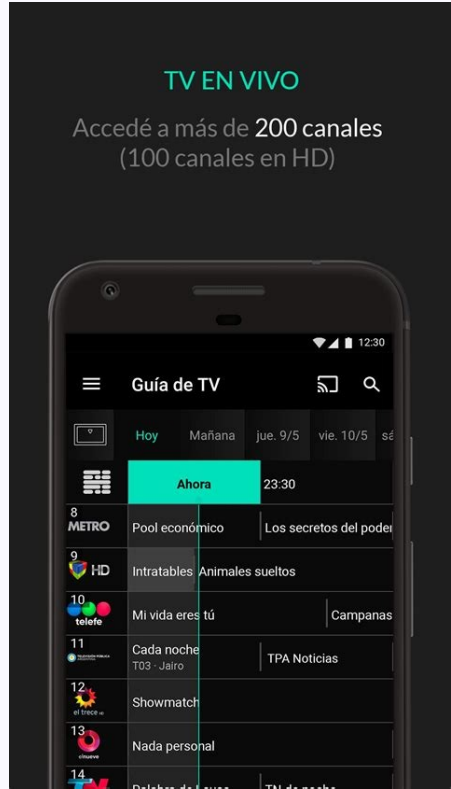 TV EN VIVO
Accedé a más de 200 canales
(100 canales en HD)
12:30
Guía de TV
Hoy Mañana jue. 9/5 vie. 10/5 sá
Ahora 23:30
8
METRO Pool económico Los secretos del poder
9
HD Intratables Animales sueltos
10
telefe Mi vida eres tú Campanas
11
Cada noche
T03 · Jairo
TPA Noticias
12
el trece Showmatch
13
elnueve Nada personal
14
TN TN de noche